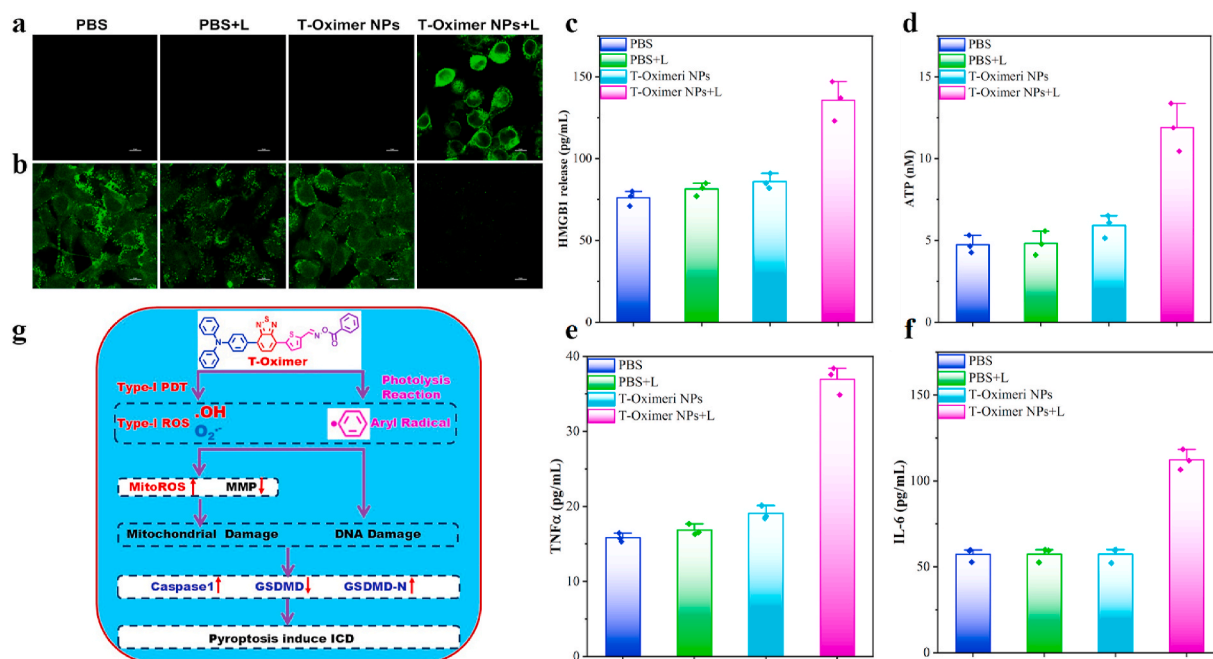 a
PBS
PBS+L
T-Oximer NPs
T-Oximer NPs+L
b
c
PBS
PBS+L
T-Oximeri NPs
T-Oximer NPs+L
HMGB1 release (pg/mL)
150
100
50
0
d
PBS
PBS+L
T-Oximeri NPs
T-Oximer NPs+L
ATP (nM)
15
10
5
0
e
PBS
PBS+L
T-Oximeri NPs
T-Oximer NPs+L
TNFα (pg/mL)
40
30
20
10
0
f
PBS
PBS+L
T-Oximeri NPs
T-Oximer NPs+L
IL-6 (pg/mL)
150
100
50
0
g
N
S
N
N
S
N
O
O
T-Oximer
Type-I PDT
Photolysis
Reaction
Type-I ROS
.OH
O₂⁻·
Aryl Radical
MitoROS
MMP
Mitochondrial Damage
DNA Damage
Caspase1
GSDMD
GSDMD-N
Pyroptosis induce ICD